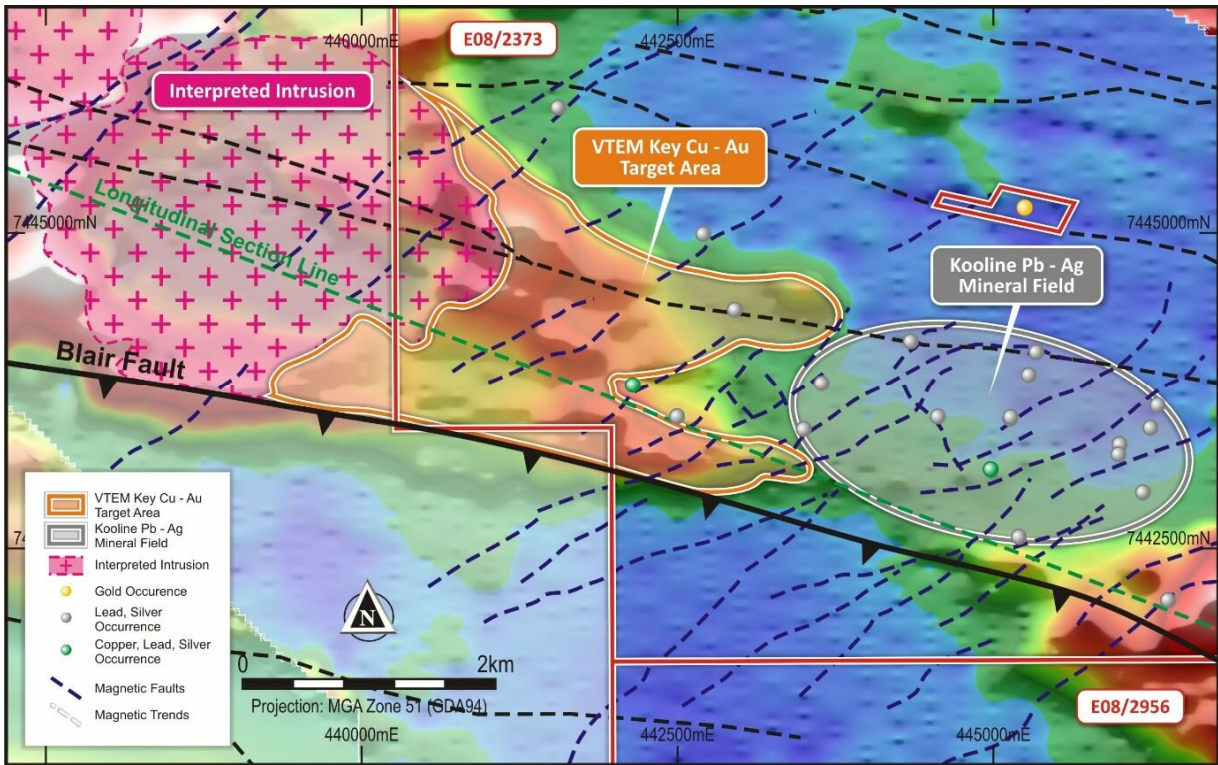 440000mE
442500mE
445000mE
E08/2373
Interpreted Intrusion
VTEM Key Cu - Au
Target Area
Longitudinal Section Line
7445000mN
7445000mN
Kooline Pb - Ag
Mineral Field
Blair Fault
VTEM Key Cu - Au
Target Area
Kooline Pb - Ag
Mineral Field
Interpreted Intrusion
Gold Occurence
Lead, Silver
Occurrence
Copper, Lead, Silver
Occurrence
Magnetic Faults
Magnetic Trends
7442500mN
N
0
2km
Projection: MGA Zone 51 (GDA94)
E08/2956
440000mE
442500mE
445000mE